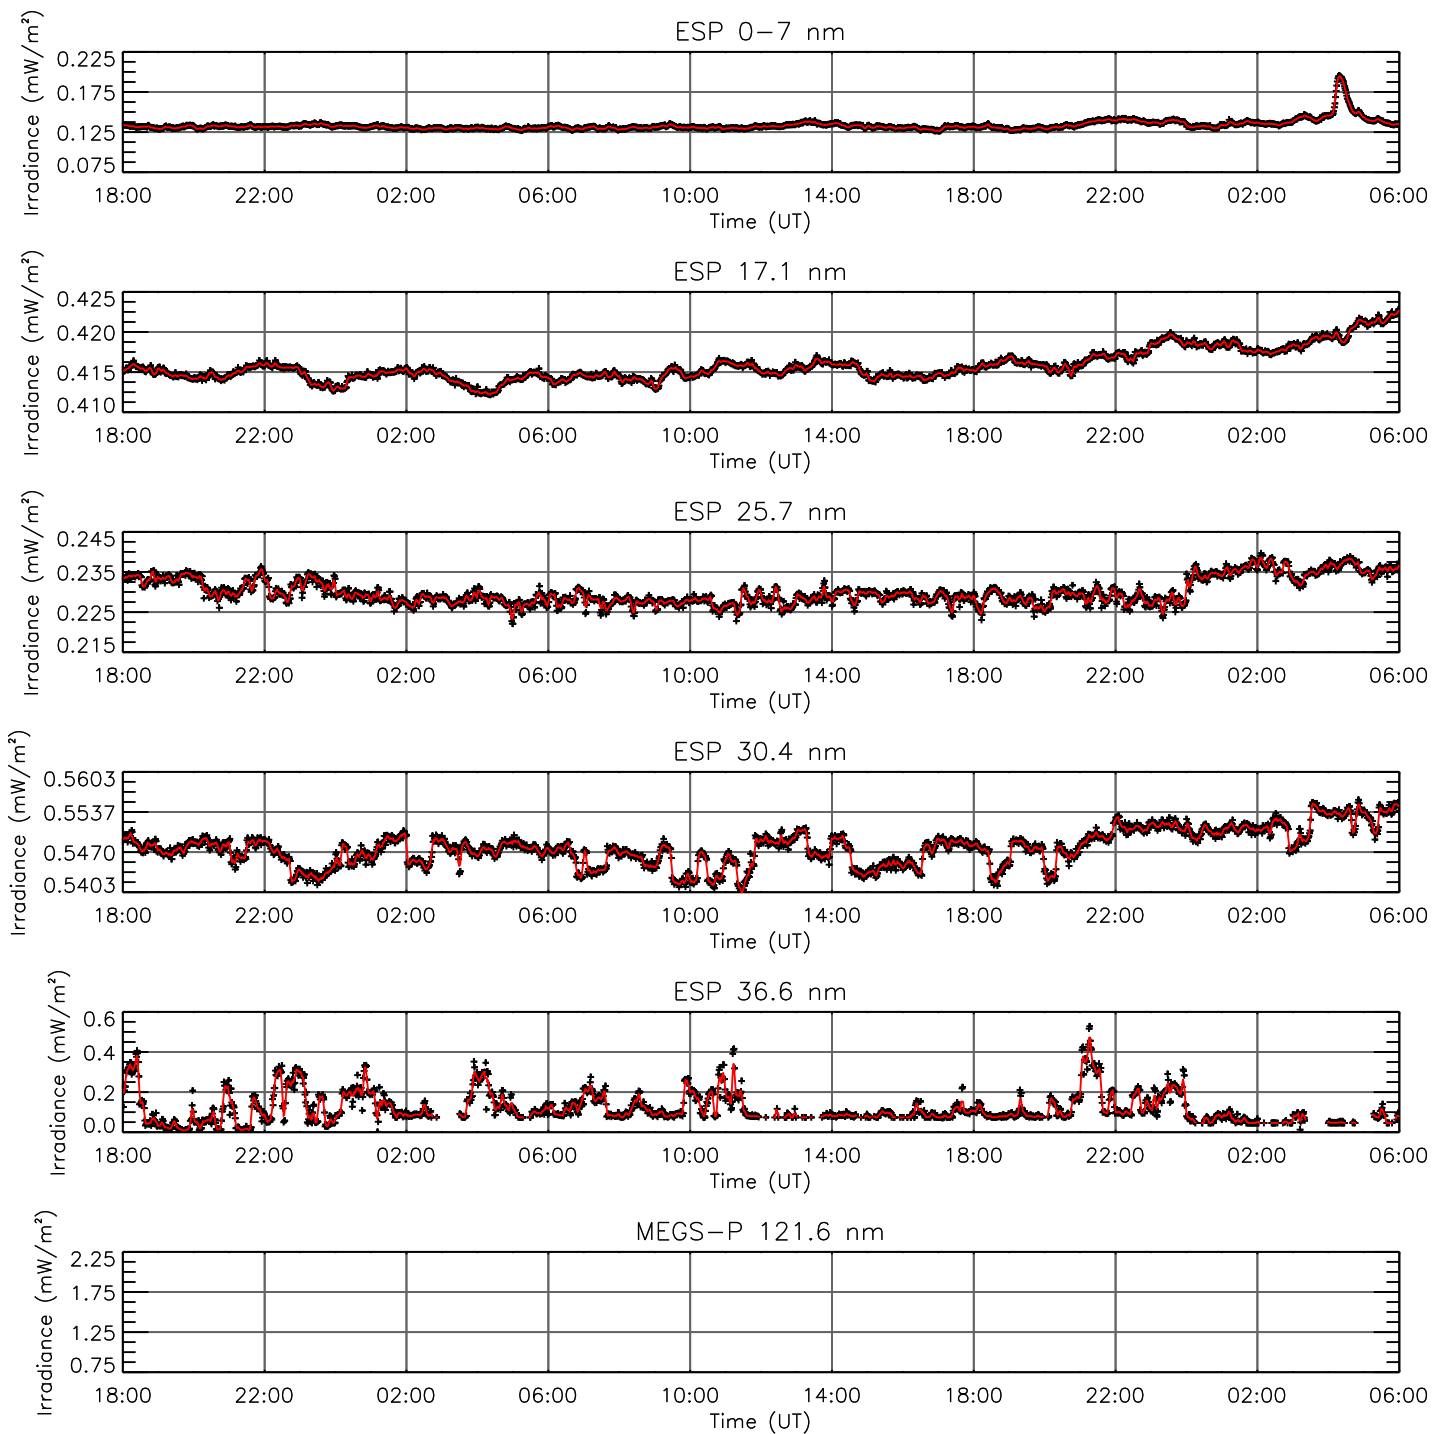 ESP 0-7 nm
Irradiance (mW/m²)
0.225
0.175
0.125
0.075
18:00 22:00 02:00 06:00 10:00 14:00 18:00 22:00 02:00 06:00
Time (UT)
ESP 17.1 nm
Irradiance (mW/m²)
0.425
0.420
0.415
0.410
18:00 22:00 02:00 06:00 10:00 14:00 18:00 22:00 02:00 06:00
Time (UT)
ESP 25.7 nm
Irradiance (mW/m²)
0.245
0.235
0.225
0.215
18:00 22:00 02:00 06:00 10:00 14:00 18:00 22:00 02:00 06:00
Time (UT)
ESP 30.4 nm
Irradiance (mW/m²)
0.5603
0.5537
0.5470
0.5403
18:00 22:00 02:00 06:00 10:00 14:00 18:00 22:00 02:00 06:00
Time (UT)
ESP 36.6 nm
Irradiance (mW/m²)
0.6
0.4
0.2
0.0
18:00 22:00 02:00 06:00 10:00 14:00 18:00 22:00 02:00 06:00
Time (UT)
MEGS-P 121.6 nm
Irradiance (mW/m²)
2.25
1.75
1.25
0.75
18:00 22:00 02:00 06:00 10:00 14:00 18:00 22:00 02:00 06:00
Time (UT)